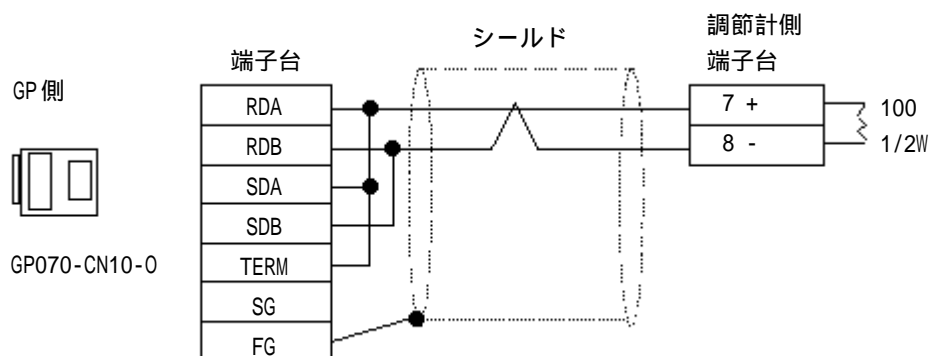 GP側
GP070-CN10-O
端子台
RDA
RDB
SDA
SDB
TERM
SG
FG
シールド
調節計側
端子台
7 +
8 -
100
1/2W